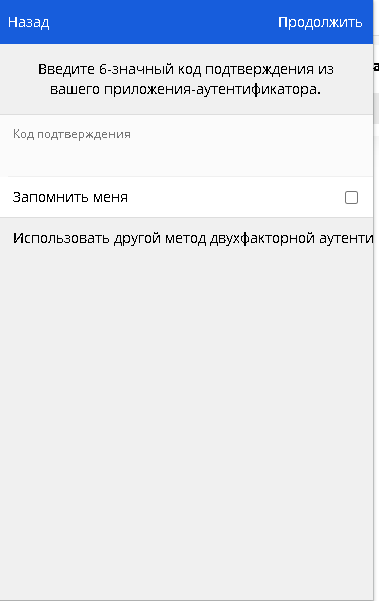 Назад Продолжить
Введите 6-значный код подтверждения из
вашего приложения-аутентификатора.
Код подтверждения
Запомнить меня
Использовать другой метод двухфакторной аутенти